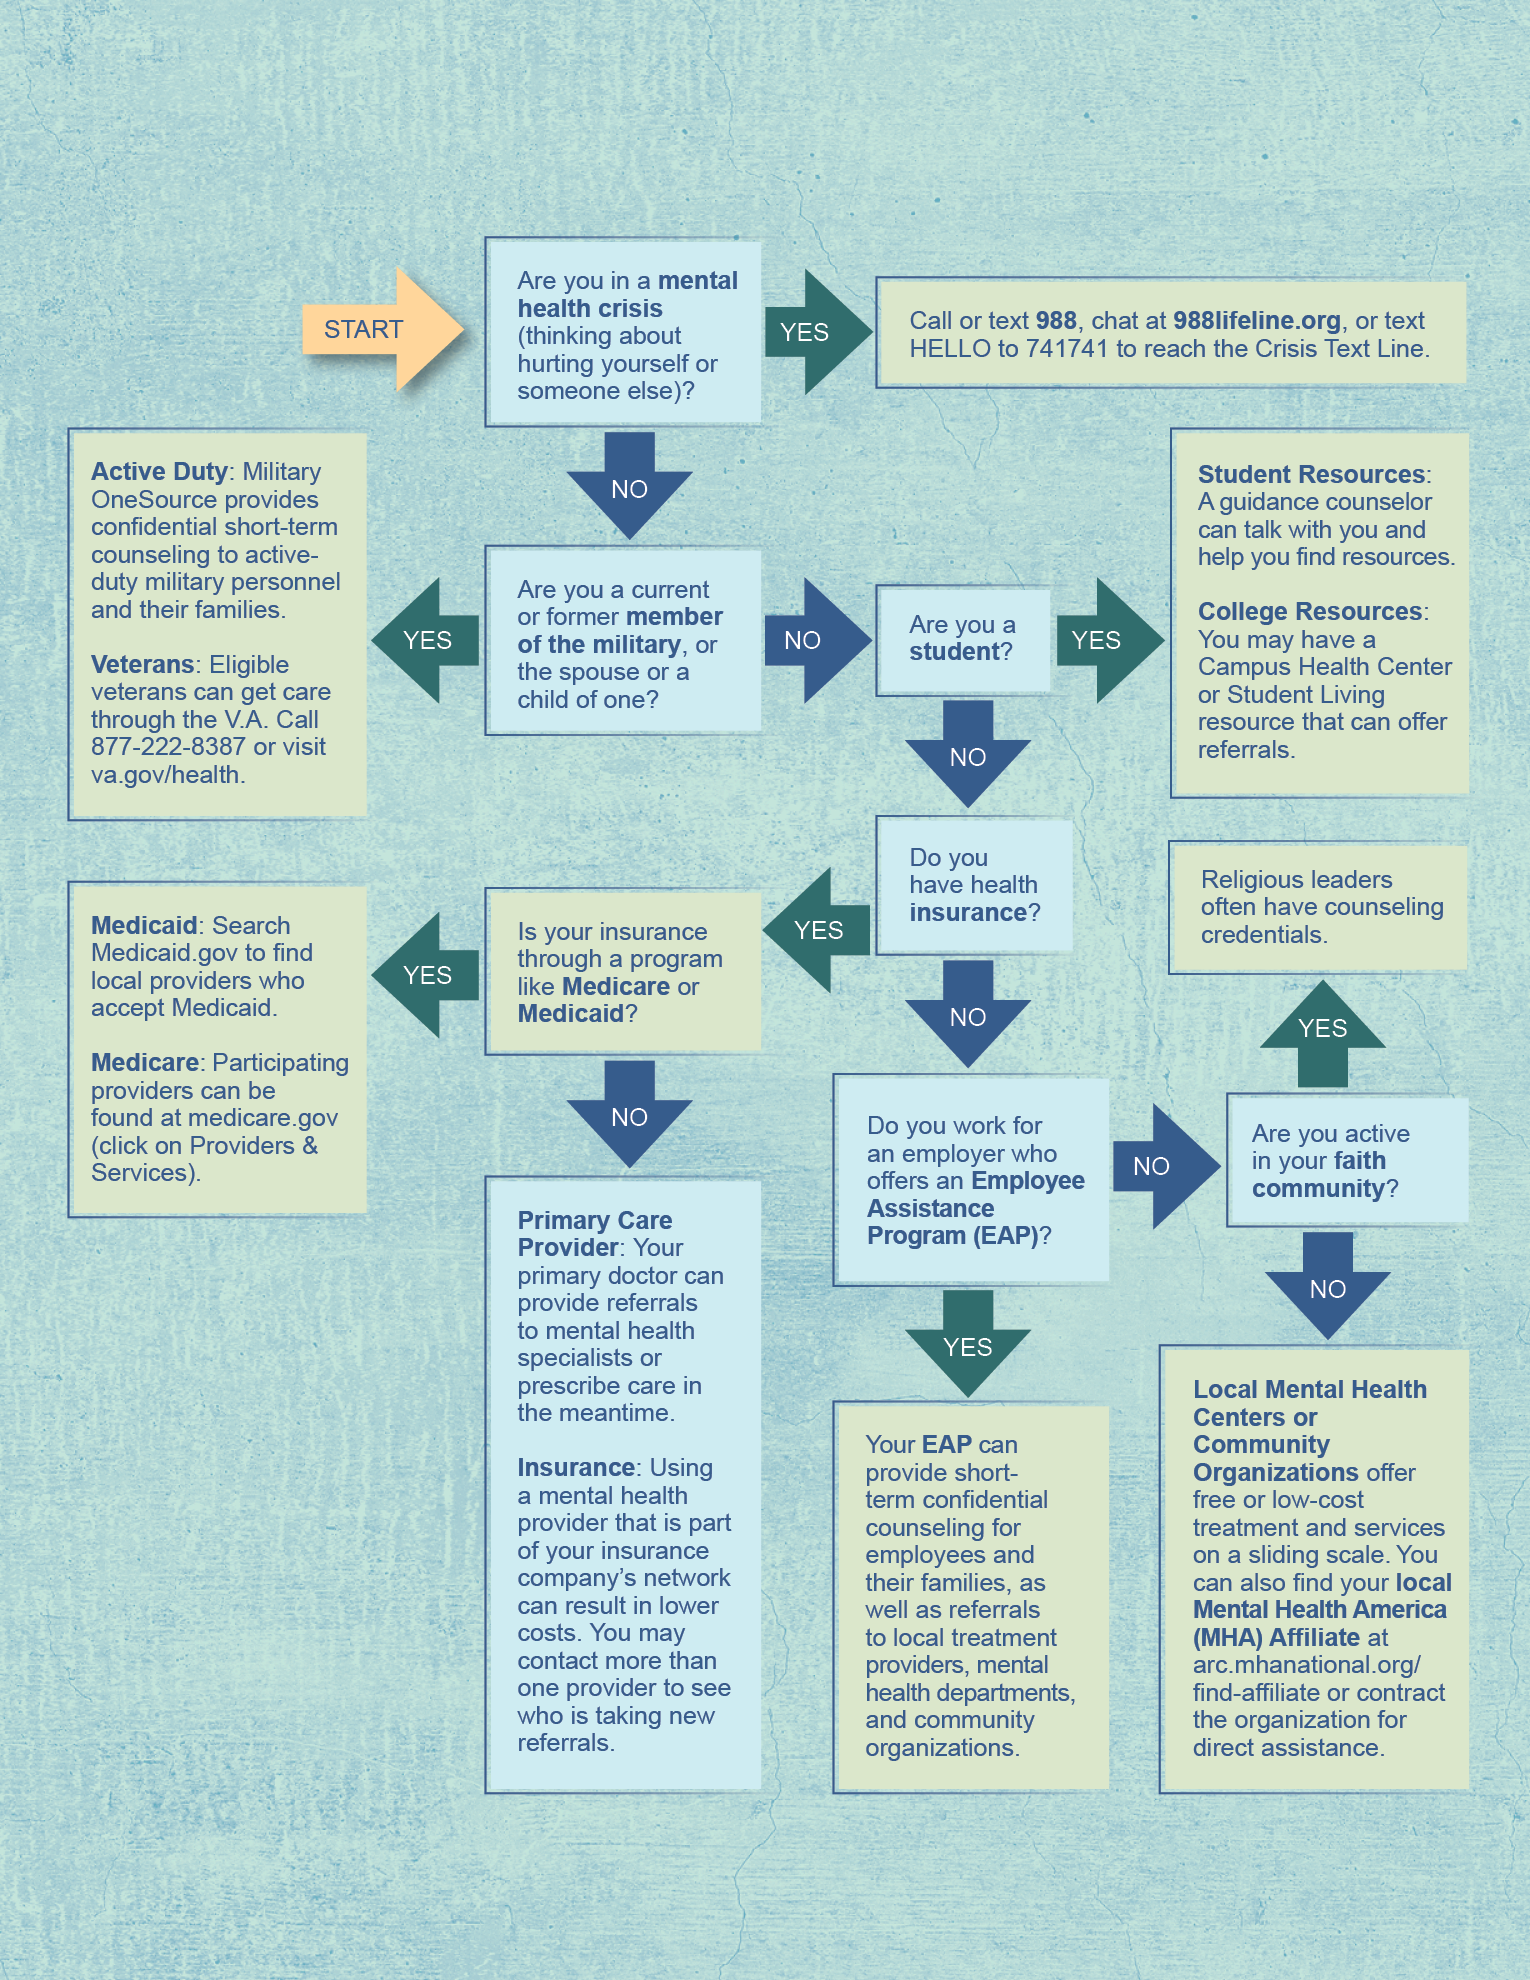 START
Are you in a mental
health crisis
(thinking about
hurting yourself or
someone else)?
YES
Call or text 988, chat at 988lifeline.org, or text
HELLO to 741741 to reach the Crisis Text Line.
NO
Active Duty: Military
OneSource provides
confidential short-term
counseling to active-
duty military personnel
and their families.
Veterans: Eligible
veterans can get care
through the V.A. Call
877-222-8387 or visit
va.gov/health.
YES
Are you a current
or former member
of the military, or
the spouse or a
child of one?
NO
Are you a
student?
YES
Student Resources:
A guidance counselor
can talk with you and
help you find resources.
College Resources:
You may have a
Campus Health Center
or Student Living
resource that can offer
referrals.
NO
Do you
have health
insurance?
YES
Is your insurance
through a program
like Medicare or
Medicaid?
YES
Medicaid: Search
Medicaid.gov to find
local providers who
accept Medicaid.
Medicare: Participating
providers can be
found at medicare.gov
(click on Providers &
Services).
NO
Primary Care
Provider: Your
primary doctor can
provide referrals
to mental health
specialists or
prescribe care in
the meantime.
Insurance: Using
a mental health
provider that is part
of your insurance
company’s network
can result in lower
costs. You may
contact more than
one provider to see
who is taking new
referrals.
NO
Do you work for
an employer who
offers an Employee
Assistance
Program (EAP)?
YES
Your EAP can
provide short-
term confidential
counseling for
employees and
their families, as
well as referrals
to local treatment
providers, mental
health departments,
and community
organizations.
NO
Are you active
in your faith
community?
YES
Religious leaders
often have counseling
credentials.
NO
Local Mental Health
Centers or
Community
Organizations offer
free or low-cost
treatment and services
on a sliding scale. You
can also find your local
Mental Health America
(MHA) Affiliate at
arc.mhanational.org/
find-affiliate or contract
the organization for
direct assistance.